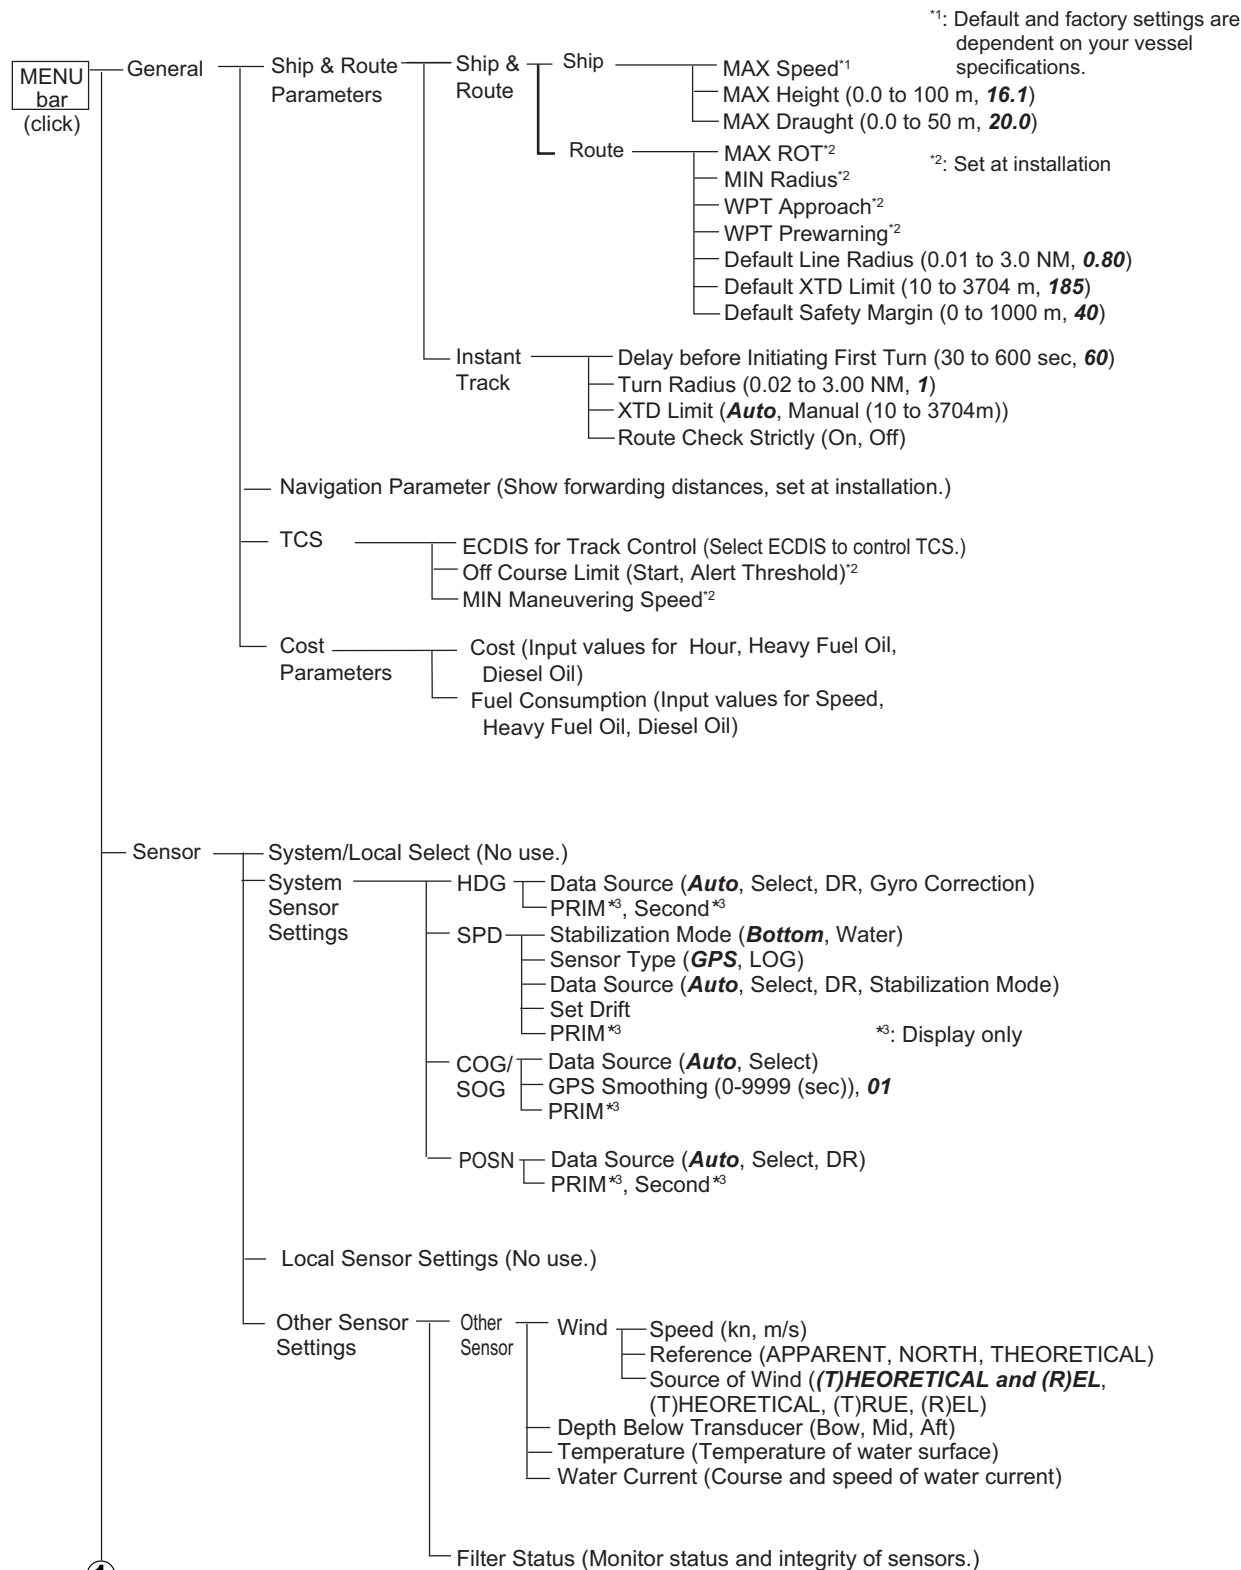 *1: Default and factory settings are
dependent on your vessel
specifications.
MENU
bar
(click)
General
Ship & Route
Parameters
Ship &
Route
Ship
MAX Speed*1
MAX Height (0.0 to 100 m, 16.1)
MAX Draught (0.0 to 50 m, 20.0)
Route
MAX ROT*2
*2: Set at installation
MIN Radius*2
WPT Approach*2
WPT Prewarning*2
Default Line Radius (0.01 to 3.0 NM, 0.80)
Default XTD Limit (10 to 3704 m, 185)
Default Safety Margin (0 to 1000 m, 40)
Instant
Track
Delay before Initiating First Turn (30 to 600 sec, 60)
Turn Radius (0.02 to 3.00 NM, 1)
XTD Limit (Auto, Manual (10 to 3704m))
Route Check Strictly (On, Off)
Navigation Parameter (Show forwarding distances, set at installation.)
TCS
ECDIS for Track Control (Select ECDIS to control TCS.)
Off Course Limit (Start, Alert Threshold)*2
MIN Maneuvering Speed*2
Cost
Parameters
Cost (Input values for Hour, Heavy Fuel Oil,
Diesel Oil)
Fuel Consumption (Input values for Speed,
Heavy Fuel Oil, Diesel Oil)
Sensor
System/Local Select (No use.)
System
Sensor
Settings
HDG
Data Source (Auto, Select, DR, Gyro Correction)
PRIM*3, Second*3
SPD
Stabilization Mode (Bottom, Water)
Sensor Type (GPS, LOG)
Data Source (Auto, Select, DR, Stabilization Mode)
Set Drift
PRIM*3
*3: Display only
COG/
SOG
Data Source (Auto, Select)
GPS Smoothing (0-9999 (sec)), 01
PRIM*3
POSN
Data Source (Auto, Select, DR)
PRIM*3, Second*3
Local Sensor Settings (No use.)
Other Sensor
Settings
Other
Sensor
Wind
Speed (kn, m/s)
Reference (APPARENT, NORTH, THEORETICAL)
Source of Wind ((T)HEORETICAL and (R)EL,
(T)HEORETICAL, (T)RUE, (R)EL)
Depth Below Transducer (Bow, Mid, Aft)
Temperature (Temperature of water surface)
Water Current (Course and speed of water current)
Filter Status (Monitor status and integrity of sensors.)
1